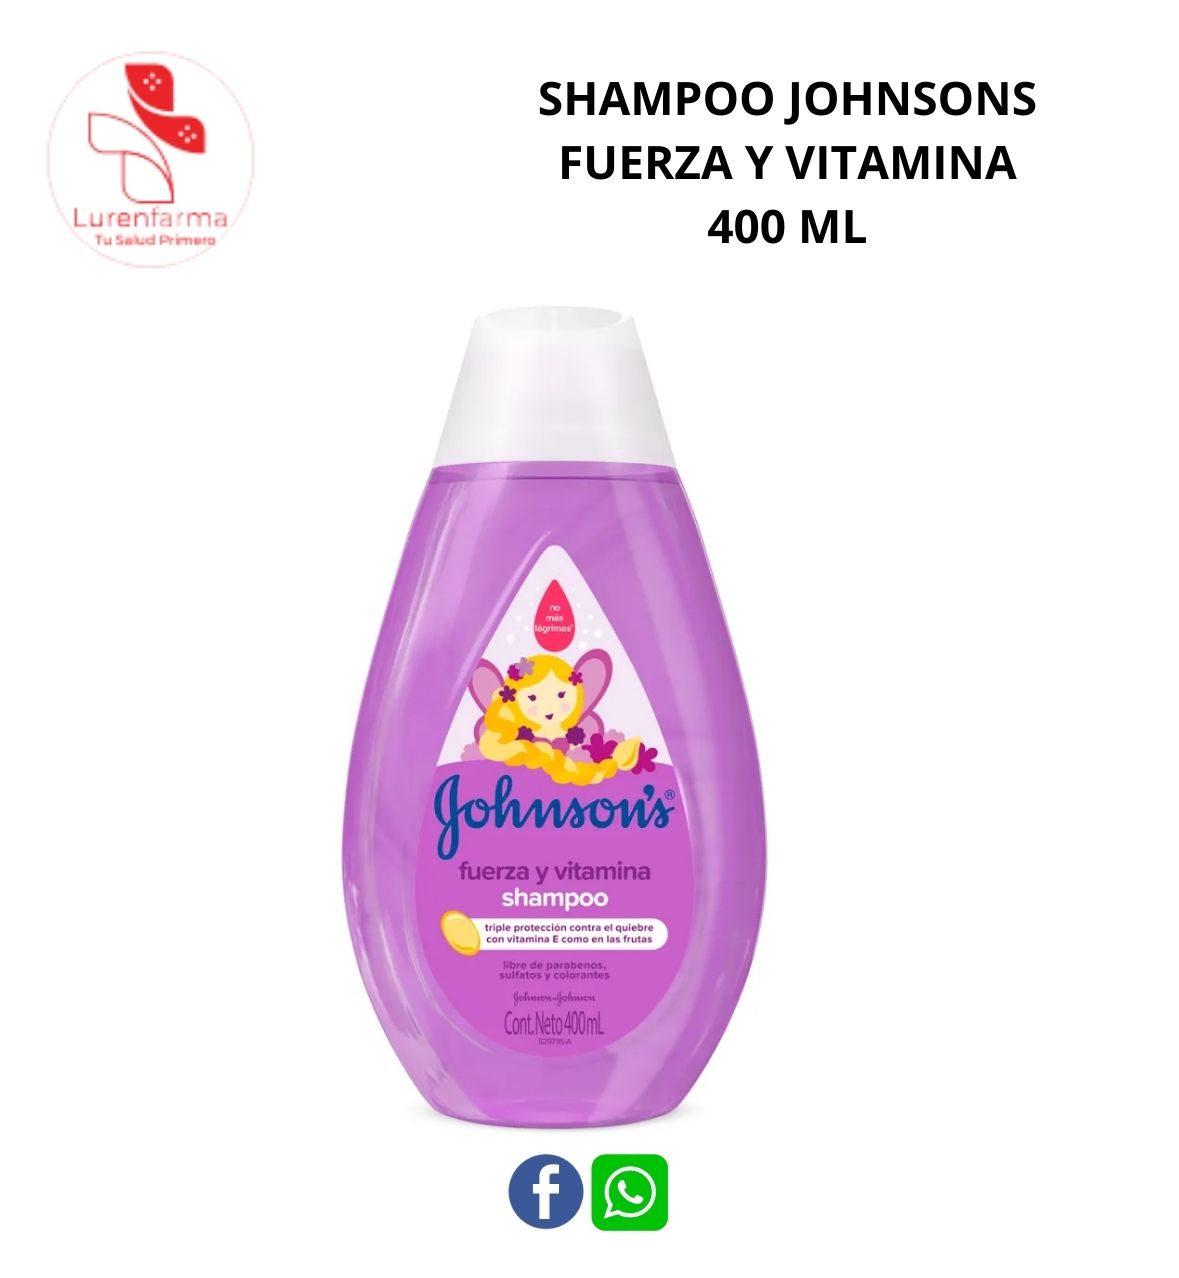 Lurenfarma
Tu Salud Primero
SHAMPOO JOHNSONS
FUERZA Y VITAMINA
400 ML
no
más
lágrimas®
Johnson's®
fuerza y vitamina
shampoo
triple protección contra el quiebre
con vitamina E como en las frutas
libre de parabenos,
sulfatos y colorantes
Johnson & Johnson
Cont. Neto 400mL
529735-A